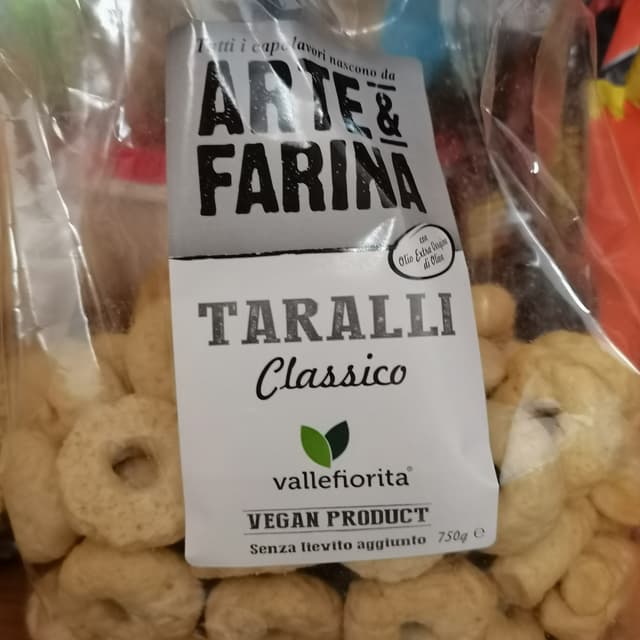 Tutti i capolavori nascono da
ARTE &
FARINA
con
Olio Extra Vergine
di Oliva
TARALLI
Classico
vallefiorita®
VEGAN PRODUCT
Senza lievito aggiunto 750g ℮